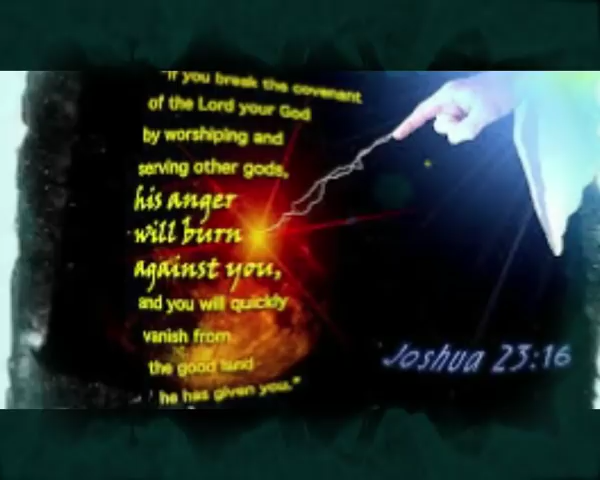 "If you break the covenant
of the Lord your God
by worshiping and
serving other gods,
his anger
will burn
against you,
and you will quickly
vanish from
the good land
he has given you."
Joshua 23:16